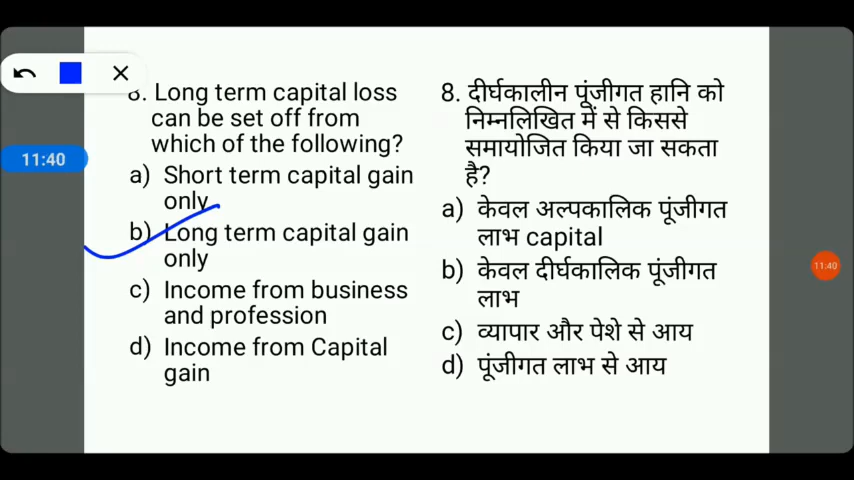 8. Long term capital loss
can be set off from
which of the following?
a) Short term capital gain
only
b) Long term capital gain
only
c) Income from business
and profession
d) Income from Capital
gain
8. दीर्घकालीन पूंजीगत हानि को
निम्नलिखित में से किससे
समायोजित किया जा सकता
है?
a) केवल अल्पकालिक पूंजीगत
लाभ capital
b) केवल दीर्घकालिक पूंजीगत
लाभ
c) व्यापार और पेशे से आय
d) पूंजीगत लाभ से आय
11:40
11:40